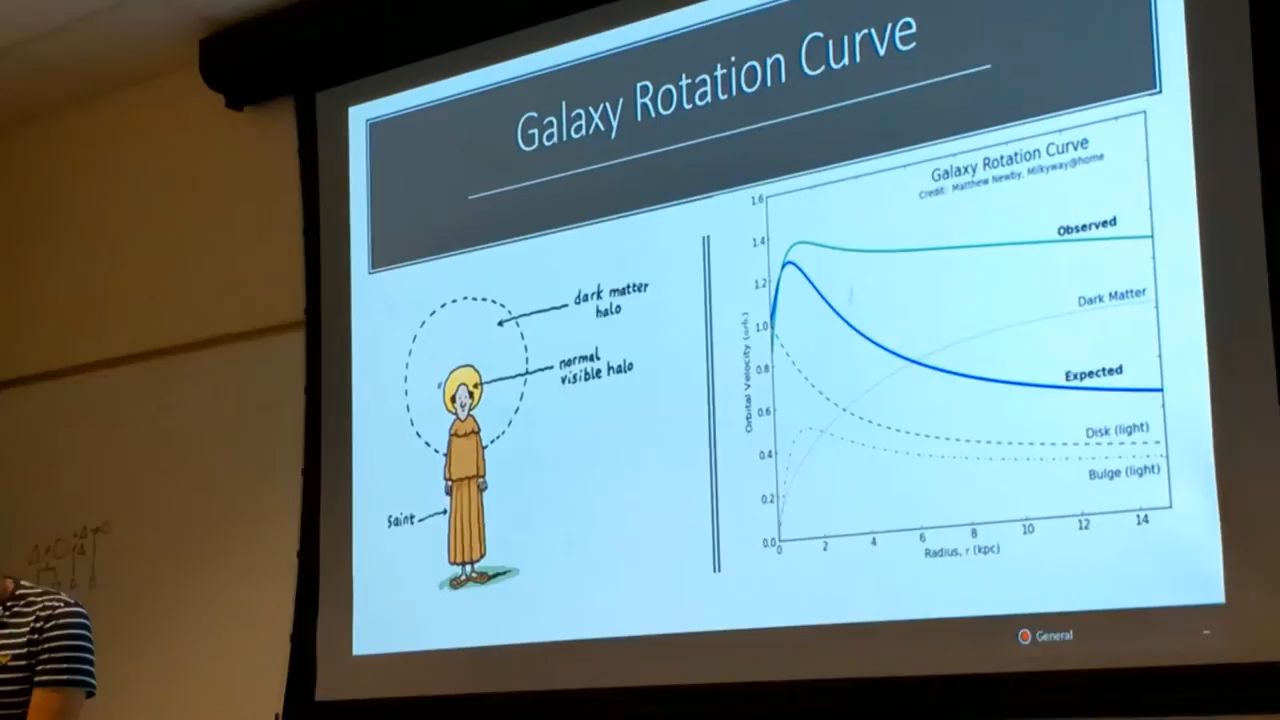 Galaxy Rotation Curve
dark matter
halo
normal
visible halo
Saint
Galaxy Rotation Curve
Credit: Matthew Newby, Milkyway@home
1.6
1.4
1.2
1.0
0.8
0.6
0.4
0.2
0.0
Orbital Velocity (arb.)
Observed
Dark Matter
Expected
Disk (light)
Bulge (light)
0 2 4 6 8 10 12 14
Radius, r (kpc)
General